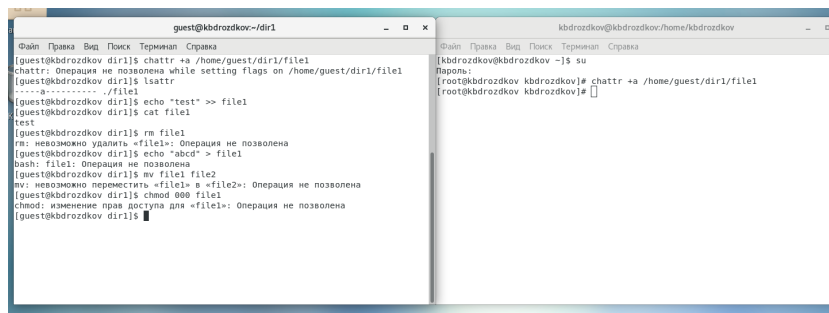 guest@kbdrozdkov:~/dir1
Файл Правка Вид Поиск Терминал Справка
[guest@kbdrozdkov dir1]$ chattr +a /home/guest/dir1/file1
chattr: Операция не позволена while setting flags on /home/guest/dir1/file1
[guest@kbdrozdkov dir1]$ lsattr
-----a---------- ./file1
[guest@kbdrozdkov dir1]$ echo "test" >> file1
[guest@kbdrozdkov dir1]$ cat file1
test
[guest@kbdrozdkov dir1]$ rm file1
rm: невозможно удалить «file1»: Операция не позволена
[guest@kbdrozdkov dir1]$ echo "abcd" > file1
bash: file1: Операция не позволена
[guest@kbdrozdkov dir1]$ mv file1 file2
mv: невозможно переместить «file1» в «file2»: Операция не позволена
[guest@kbdrozdkov dir1]$ chmod 000 file1
chmod: изменение прав доступа для «file1»: Операция не позволена
[guest@kbdrozdkov dir1]$
kbdrozdkov@kbdrozdkov:/home/kbdrozdkov
Файл Правка Вид Поиск Терминал Справка
[kbdrozdkov@kbdrozdkov ~]$ su
Пароль:
[root@kbdrozdkov kbdrozdkov]# chattr +a /home/guest/dir1/file1
[root@kbdrozdkov kbdrozdkov]#